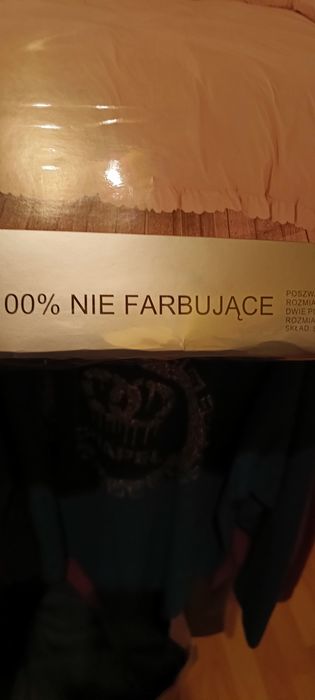 00% NIE FARBUJĄCE
POSZW
ROZMIA
DWIE P
ROZMIA
SKŁAD